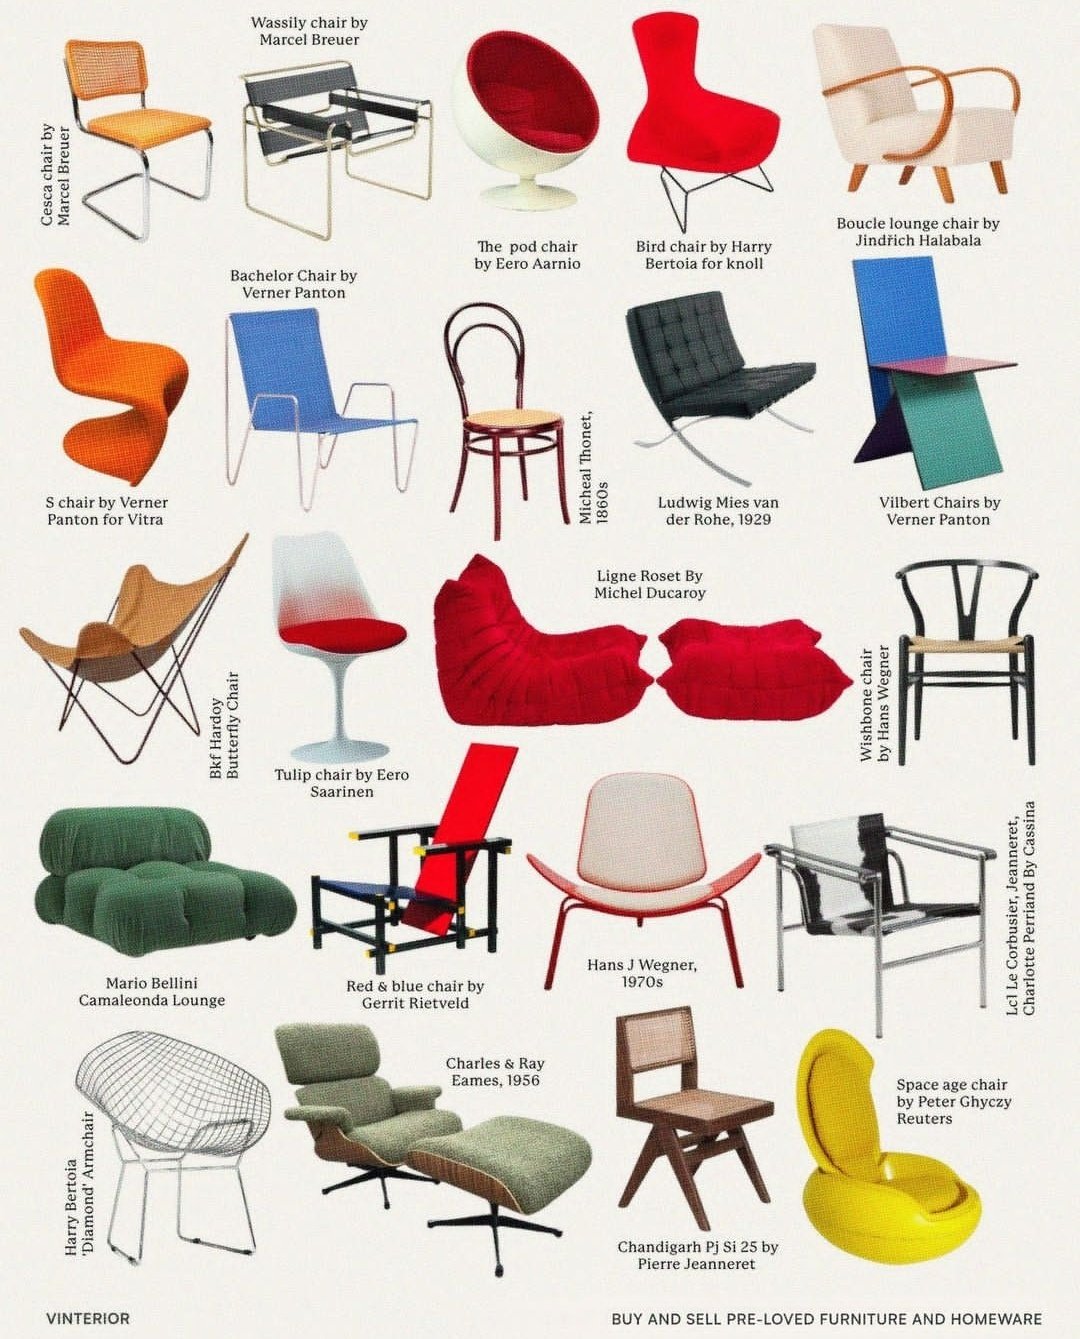 Wassily chair by
Marcel Breuer
Cesca chair by
Marcel Breuer
The pod chair
by Eero Aarnio
Bird chair by Harry
Bertoia for knoll
Boucle lounge chair by
Jindřich Halabala
Bachelor Chair by
Verner Panton
S chair by Verner
Panton for Vitra
Micheal Thonet,
1860s
Ludwig Mies van
der Rohe, 1929
Vilbert Chairs by
Verner Panton
Bkf Hardoy
Butterfly Chair
Tulip chair by Eero
Saarinen
Ligne Roset By
Michel Ducaroy
Wishbone chair
by Hans Wegner
Mario Bellini
Camaleonda Lounge
Red & blue chair by
Gerrit Rietveld
Hans J Wegner,
1970s
Lc1 Le Corbusier, Jeanneret,
Charlotte Perriand By Cassina
Harry Bertoia
'Diamond' Armchair
Charles & Ray
Eames, 1956
Chandigarh Pj Si 25 by
Pierre Jeanneret
Space age chair
by Peter Ghyczy
Reuters
VINTERIOR
BUY AND SELL PRE-LOVED FURNITURE AND HOMEWARE